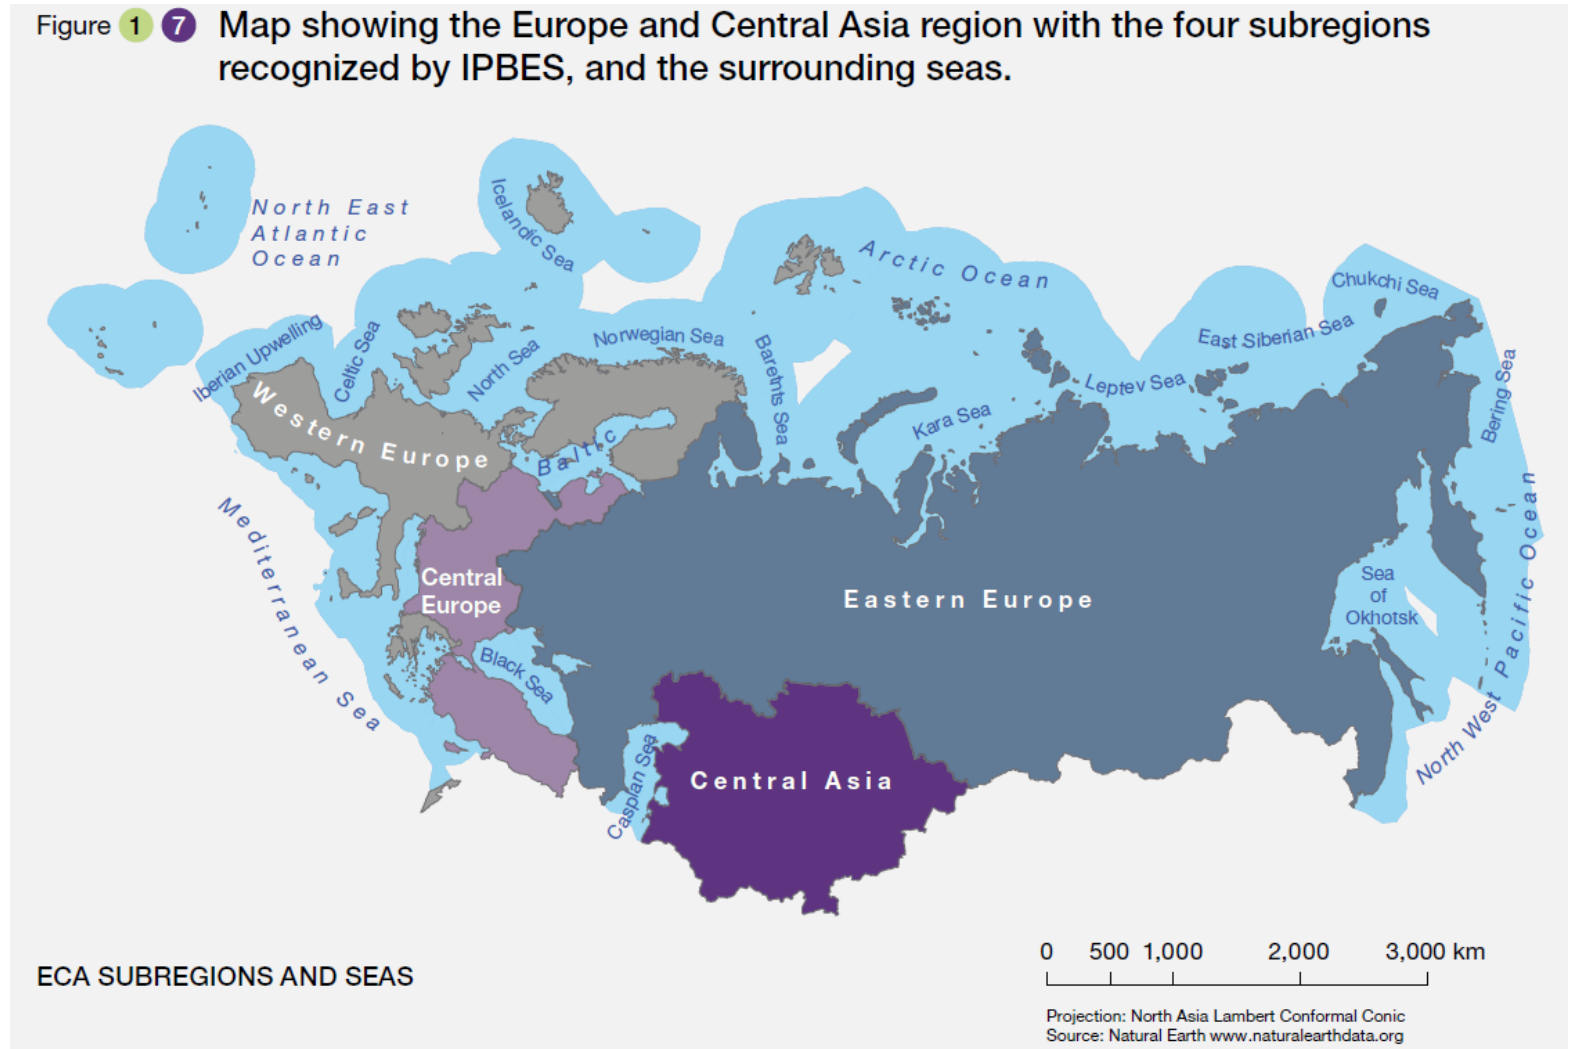 Figure 1 7 Map showing the Europe and Central Asia region with the four subregions
recognized by IPBES, and the surrounding seas.
North East
Atlantic
Ocean
Icelandic Sea
Arctic Ocean
Chukchi Sea
Iberian Upwelling
Celtic Sea
North Sea
Norwegian Sea
Baretnts Sea
Kara Sea
Leptev Sea
East Siberian Sea
Bering Sea
Western Europe
Baltic
Mediterranean Sea
Central
Europe
Eastern Europe
Sea
of
Okhotsk
North West Pacific Ocean
Black Sea
Caspian Sea
Central Asia
ECA SUBREGIONS AND SEAS
0 500 1,000 2,000 3,000 km
Projection: North Asia Lambert Conformal Conic
Source: Natural Earth www.naturalearthdata.org